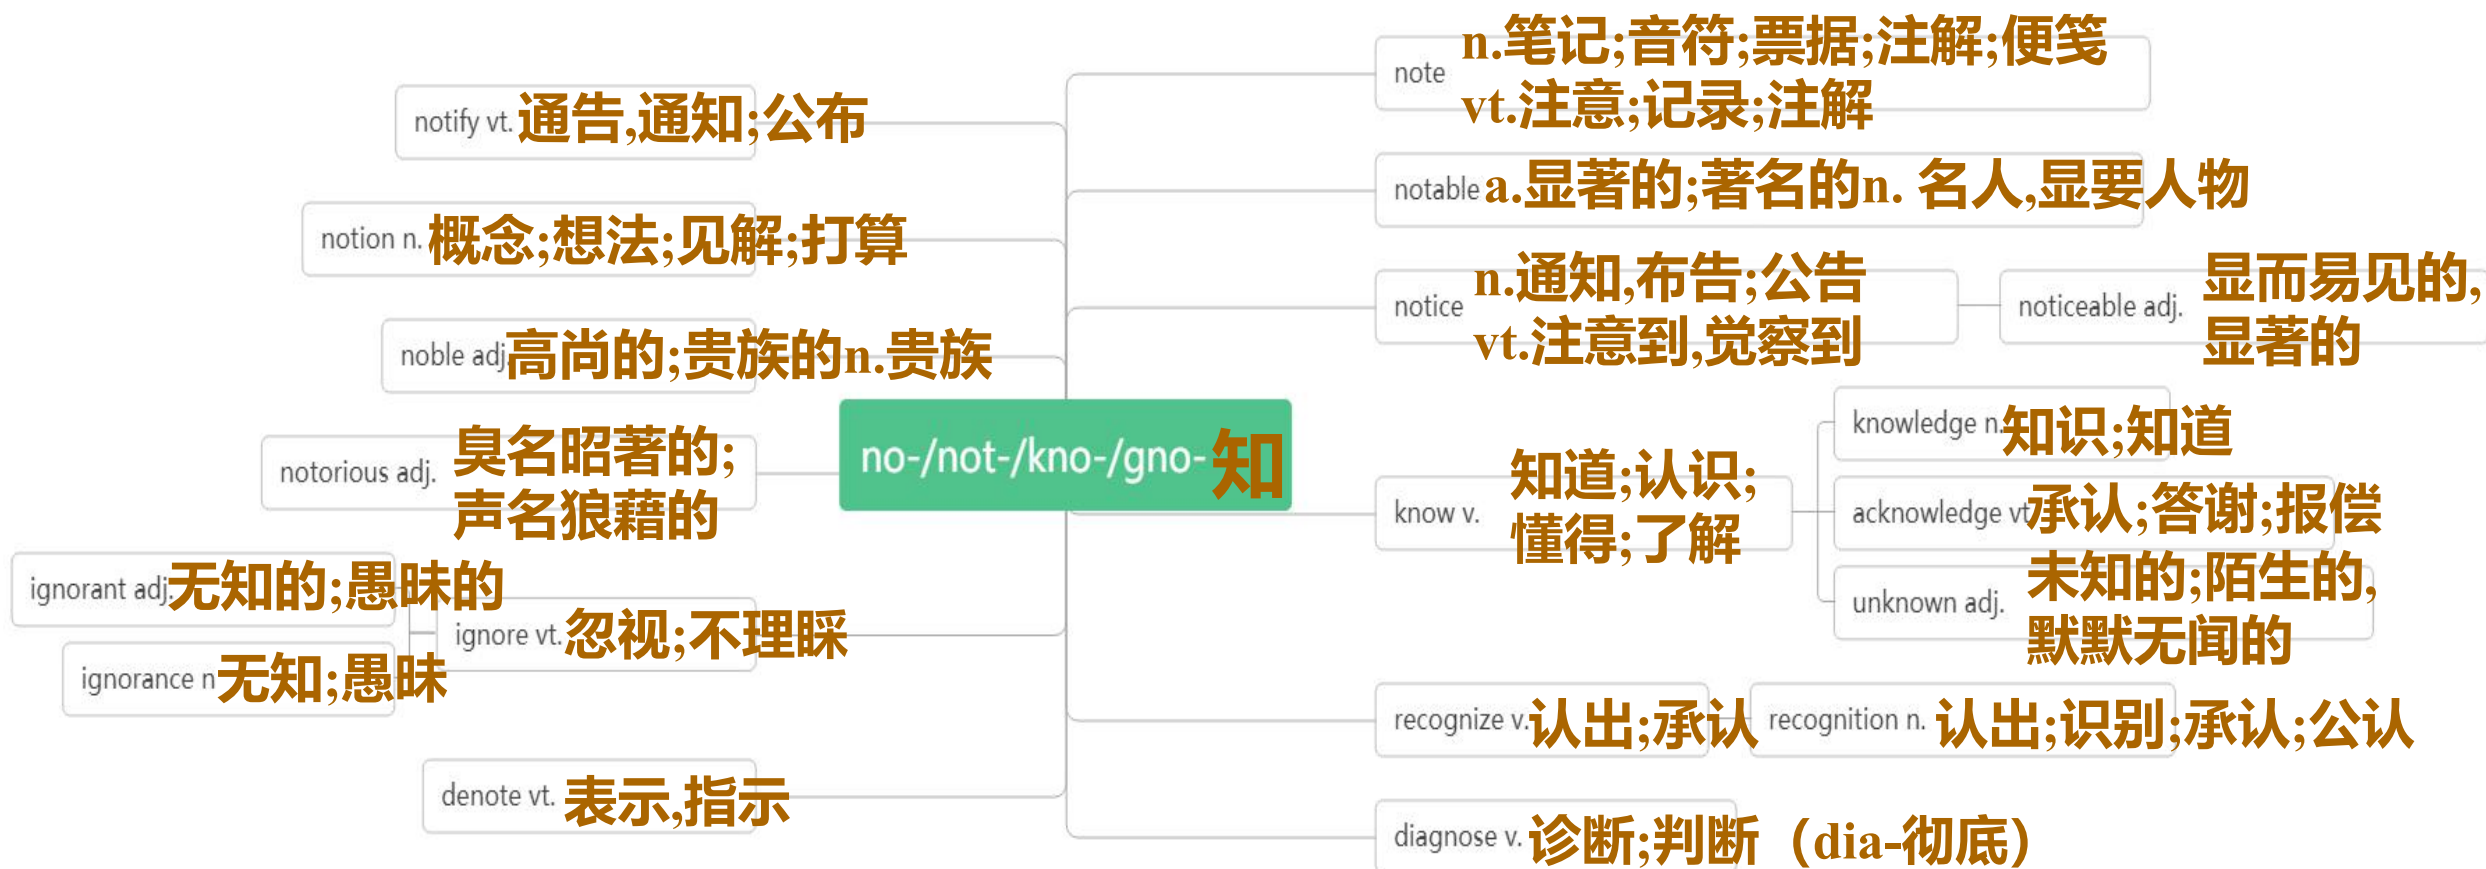 notify vt. 通告,通知;公布
notion n. 概念;想法;见解;打算
noble adj. 高尚的;贵族的n.贵族
notorious adj. 臭名昭著的;
声名狼藉的
ignorant adj. 无知的;愚昧的
ignore vt. 忽视;不理睬
ignorance n 无知;愚昧
denote vt. 表示,指示
no-/not-/kno-/gno- 知
note n.笔记;音符;票据;注解;便笺
vt.注意;记录;注解
notable a.显著的;著名的n. 名人,显要人物
notice n.通知,布告;公告
vt.注意到,觉察到
noticeable adj. 显而易见的,
显著的
know v. 知道;认识;
懂得;了解
knowledge n. 知识;知道
acknowledge vt 承认;答谢;报偿
unknown adj. 未知的;陌生的,
默默无闻的
recognize v. 认出;承认
recognition n. 认出;识别;承认;公认
diagnose v. 诊断;判断（dia-彻底）